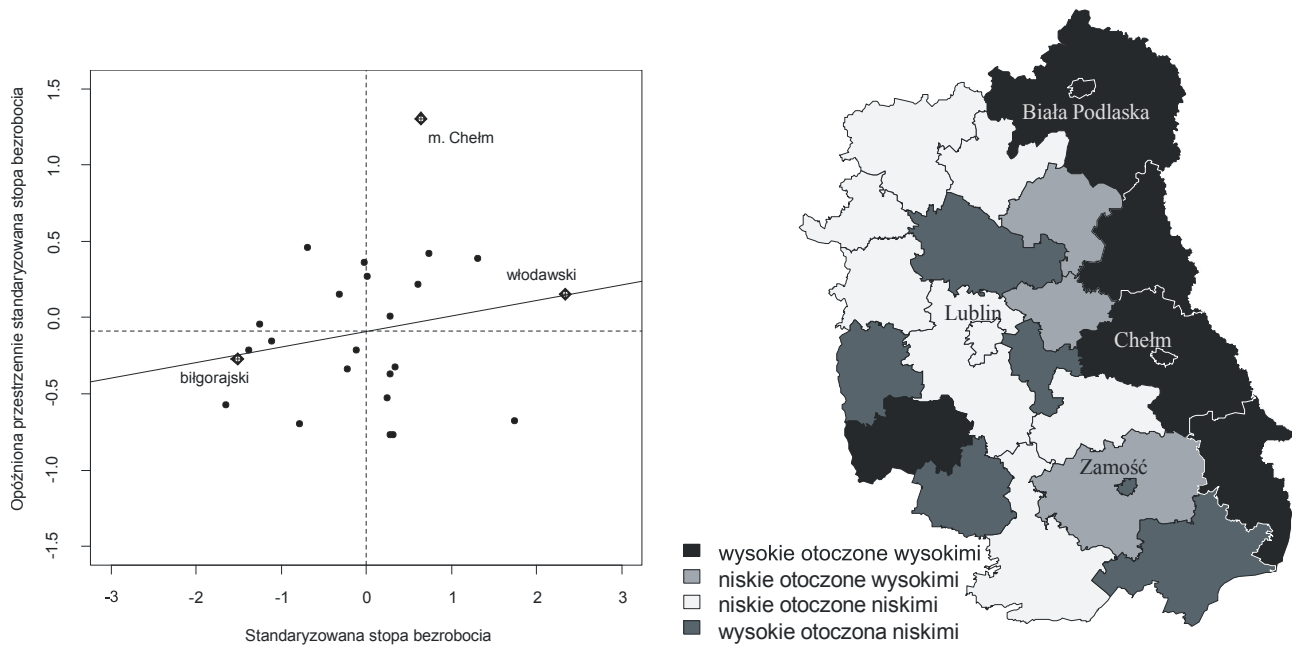 Opóźniona przestrzennie standaryzowana stopa bezrobocia
1.5
1.0
0.5
0.0
-0.5
-1.0
-1.5
m. Chełm
włodawski
biłgorajski
-3 -2 -1 0 1 2 3
Standaryzowana stopa bezrobocia
Biała Podlaska
Lublin
Chełm
Zamość
wysokie otoczone wysokimi
niskie otoczone wysokimi
niskie otoczone niskimi
wysokie otoczona niskimi